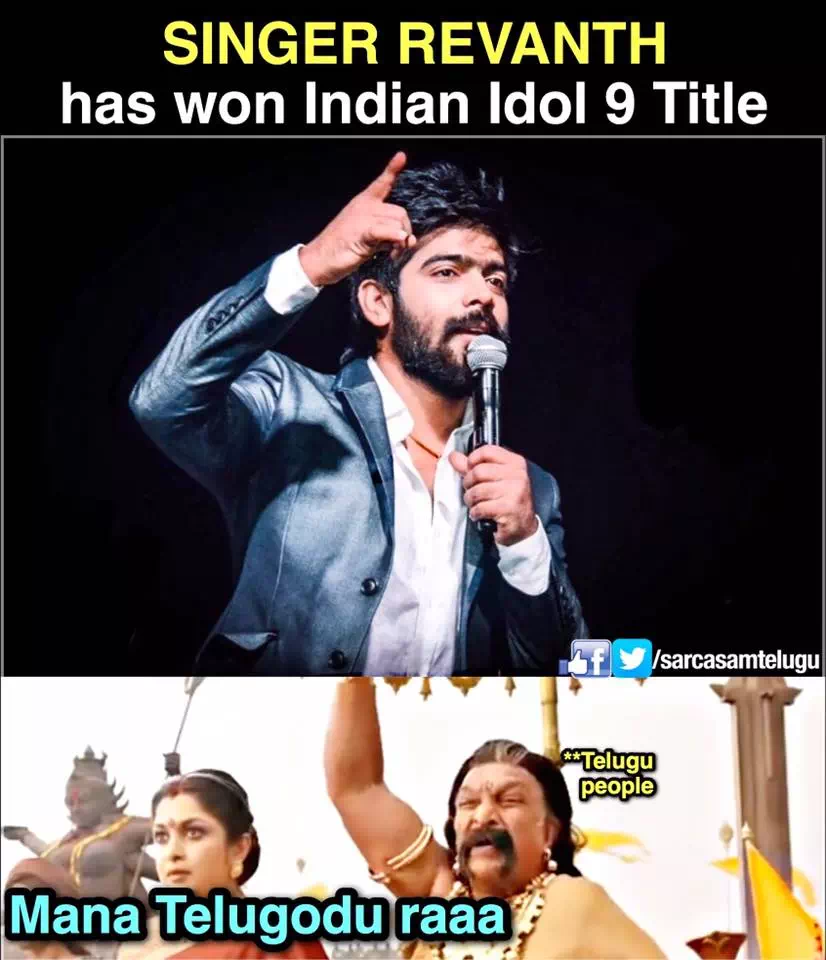 SINGER REVANTH
has won Indian Idol 9 Title
/sarcasamtelugu
**Telugu
people
Mana Telugodu raaa